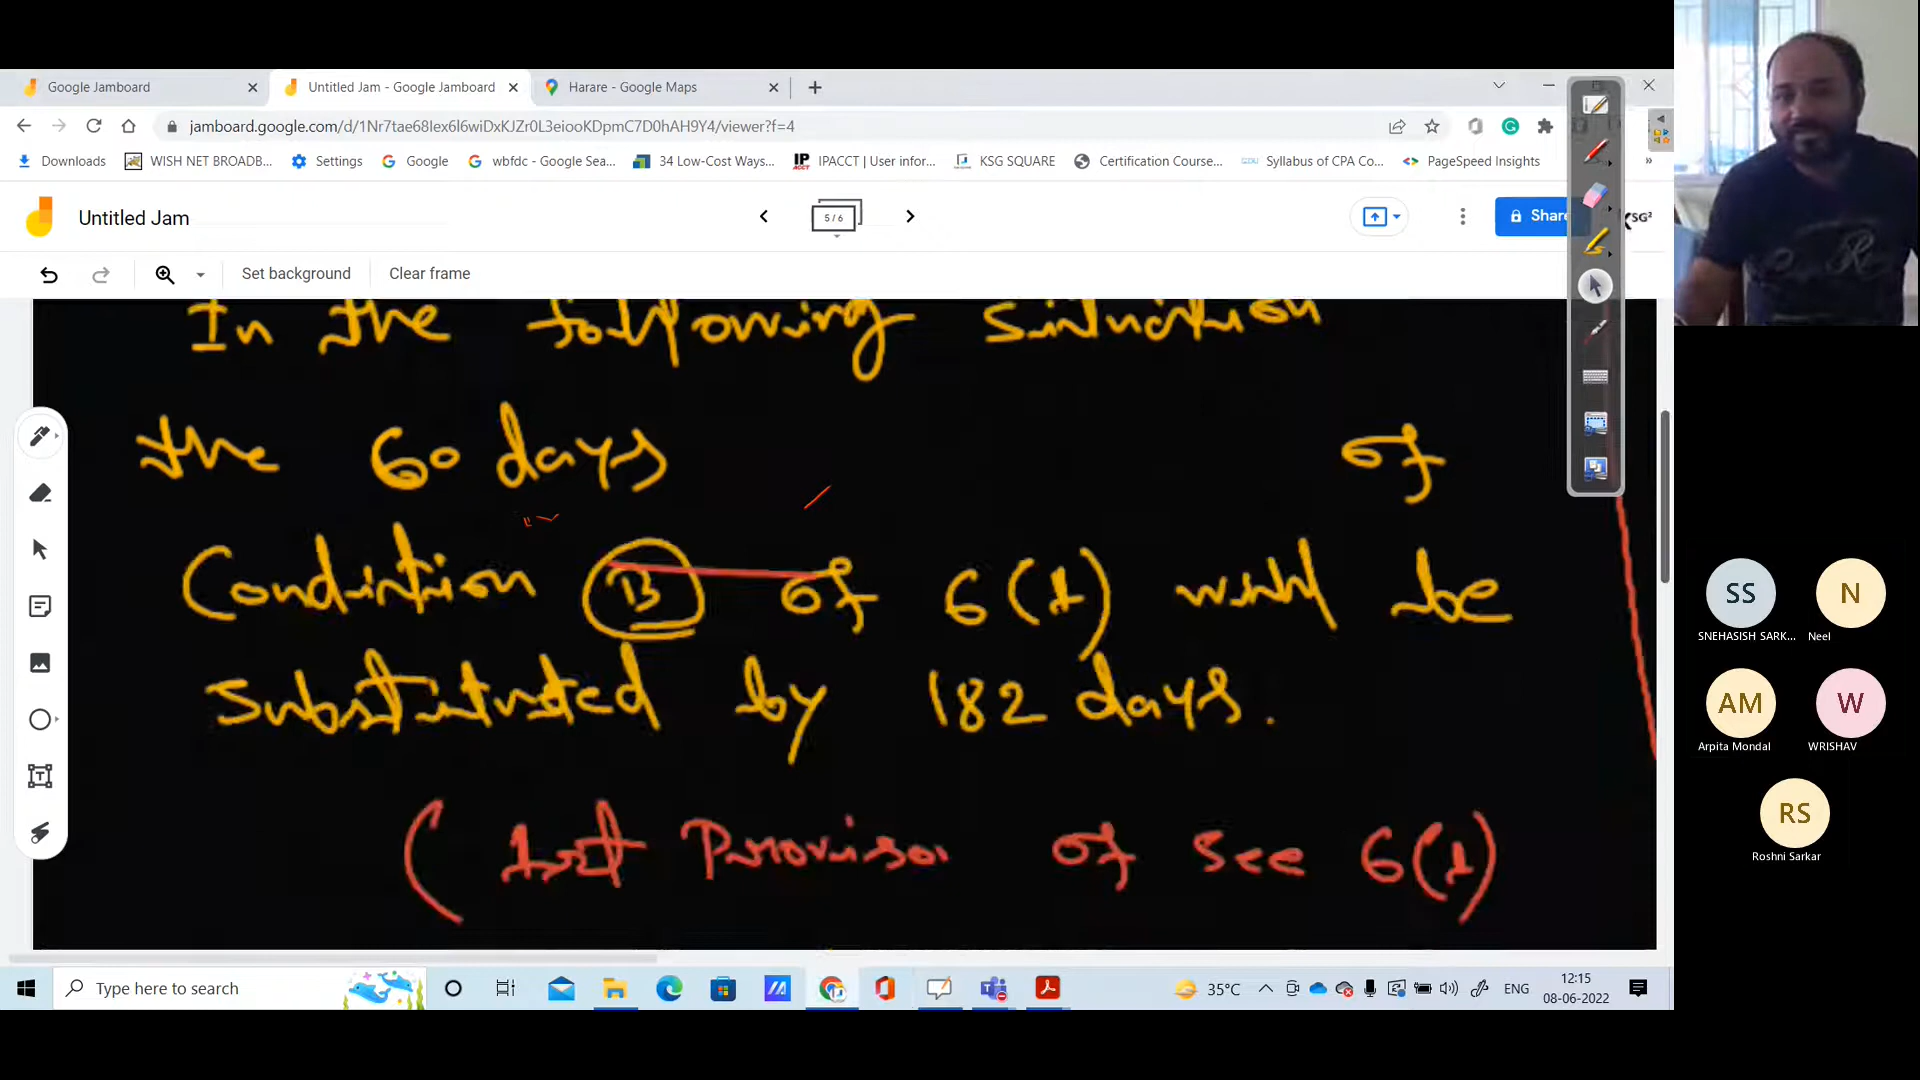 Google Jamboard
Untitled Jam - Google Jamboard
Harare - Google Maps
jamboard.google.com/d/1Nr7tae68Iex6l6wiDxKJZr0L3eiooKDpmC7D0hAH9Y4/viewer?f=4
Downloads WISH NET BROADB... Settings Google wbfdc - Google Sea... 34 Low-Cost Ways... IPACCT | User infor... KSG SQUARE Certification Course... Syllabus of CPA Co... PageSpeed Insights »
Untitled Jam
5 / 6
Share
KSG²
Set background Clear frame
In the following situation
the 60 days of
Condintion B of 6(1) will be
substituted by 182 days.
( 1st Provisor of Sec 6(1)
SS
SNEHASISH SARK...
N
Neel
AM
Arpita Mondal
W
WRISHAV
RS
Roshni Sarkar
Type here to search
35°C
ENG
12:15
08-06-2022